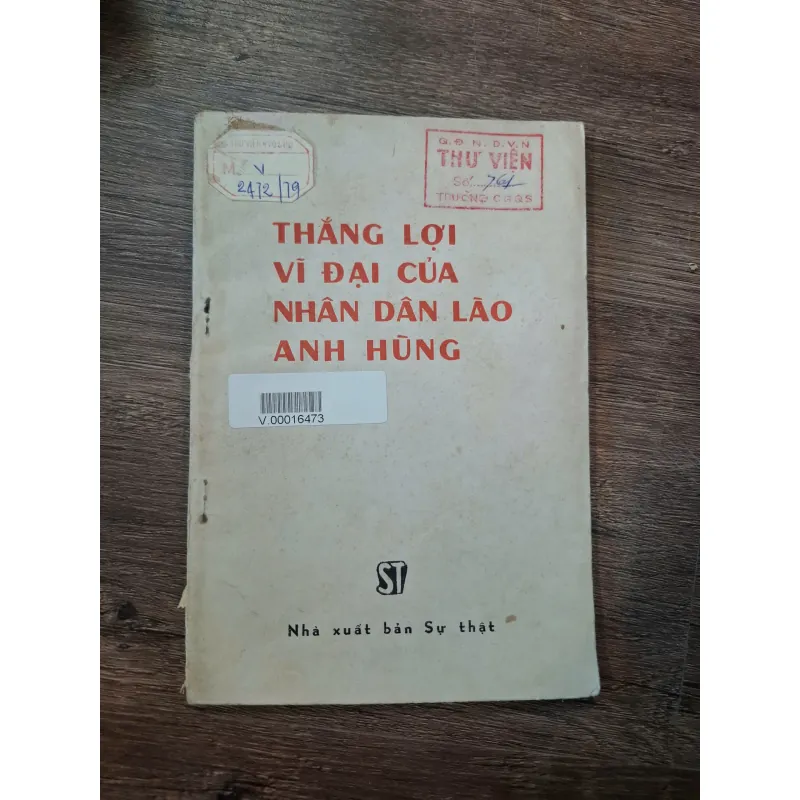 M: V
2472/79
Q.Đ.N.D.V.N
THƯ VIỆN
Số 761
THẮNG LỢI
VĨ ĐẠI CỦA
NHÂN DÂN LÀO
ANH HÙNG
V.00016473
ST
Nhà xuất bản Sự thật